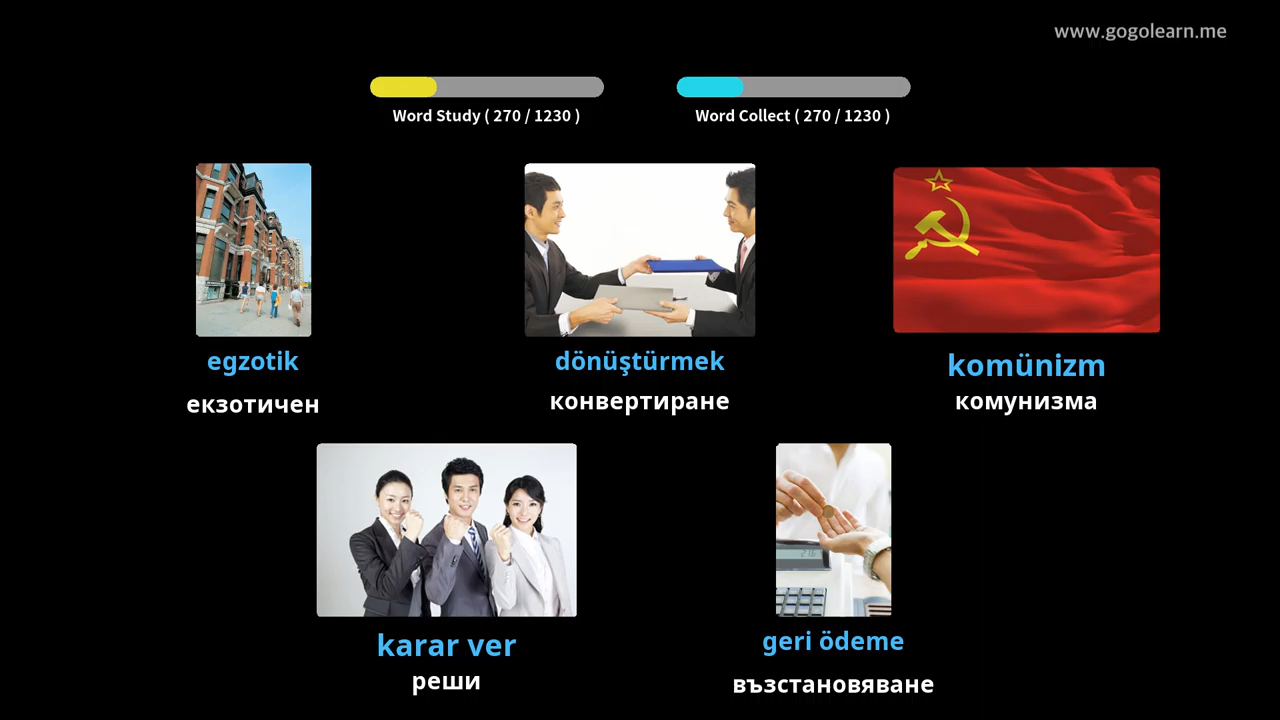 www.gogolearn.me
Word Study ( 270 / 1230 )
Word Collect ( 270 / 1230 )
egzotik
dönüştürmek
komünizm
екзотичен
конвертиране
комунизма
karar ver
geri ödeme
реши
възстановяване